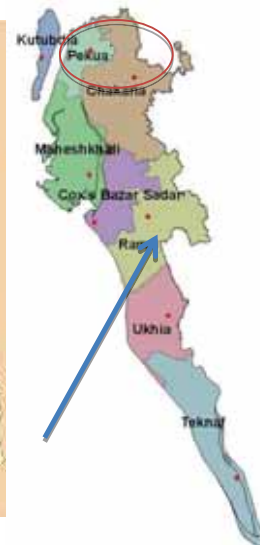 Kutubdia
Pekua
Chakaria
Maheshkhali
Cox's Bazar Sadar
Ramu
Ukhia
Teknaf